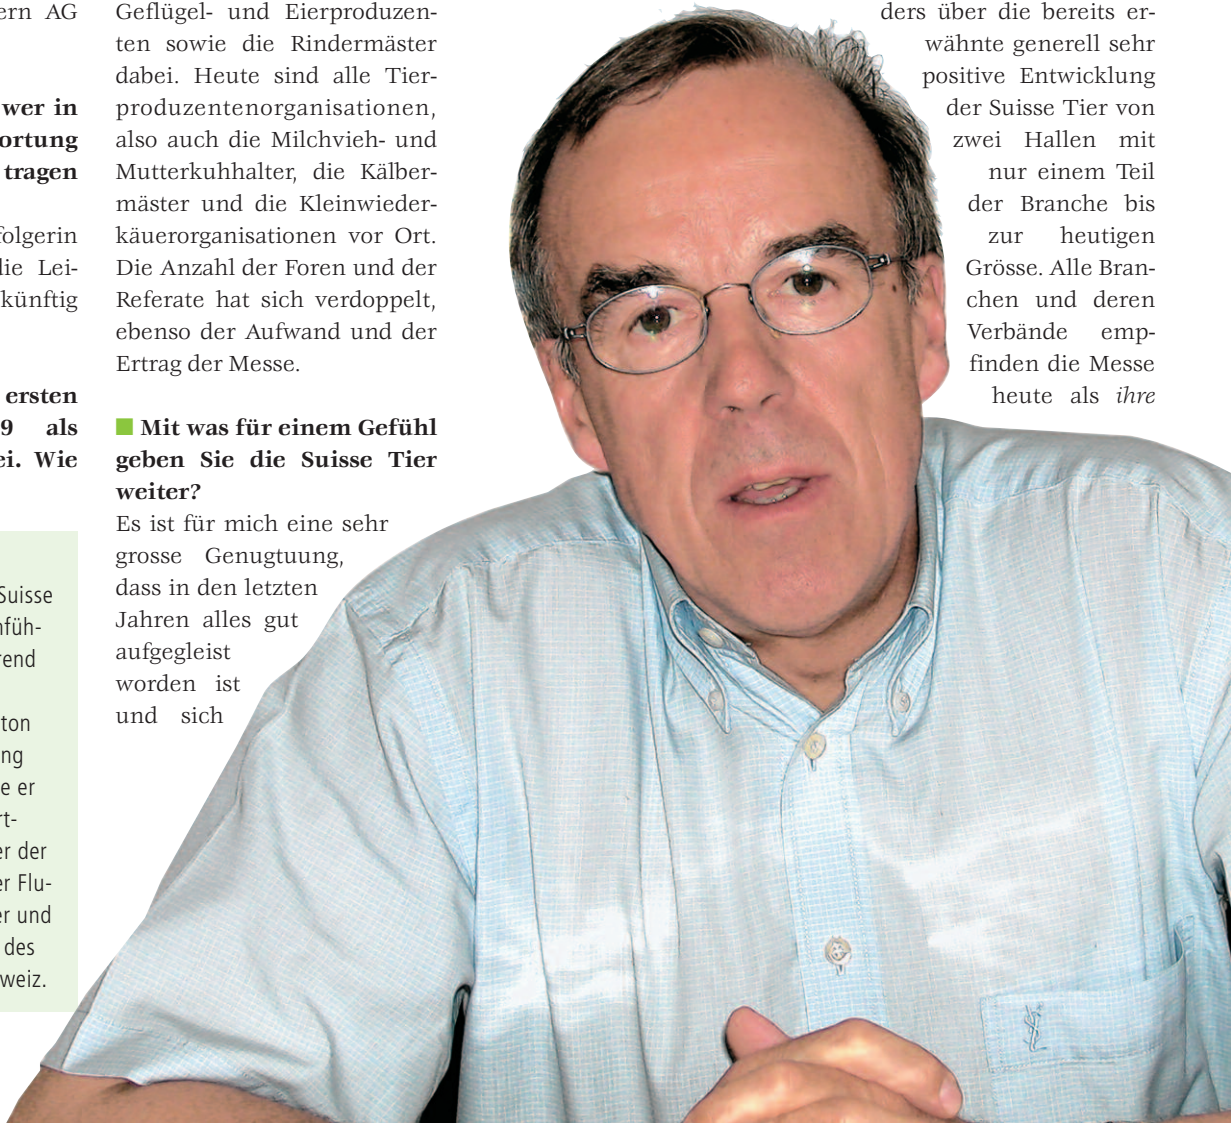 ern AG
wer in
ortung
tragen
folgerin
die Lei-
künftig
ersten
9 als
ei. Wie
Suisse
nfüh-
rend
ton
ng
e er
rt-
er der
er Flu-
er und
des
weiz.
Geflügel- und Eierproduzen-
ten sowie die Rindermäster
dabei. Heute sind alle Tier-
produzentenorganisationen,
also auch die Milchvieh- und
Mutterkuhhalter, die Kälber-
mäster und die Kleinwieder-
käuerorganisationen vor Ort.
Die Anzahl der Foren und der
Referate hat sich verdoppelt,
ebenso der Aufwand und der
Ertrag der Messe.
Mit was für einem Gefühl
geben Sie die Suisse Tier
weiter?
Es ist für mich eine sehr
grosse Genugtuung,
dass in den letzten
Jahren alles gut
aufgegleist
worden ist
und sich
ders über die bereits er-
wähnte generell sehr
positive Entwicklung
der Suisse Tier von
zwei Hallen mit
nur einem Teil
der Branche bis
zur heutigen
Grösse. Alle Bran-
chen und deren
Verbände emp-
finden die Messe
heute als ihre